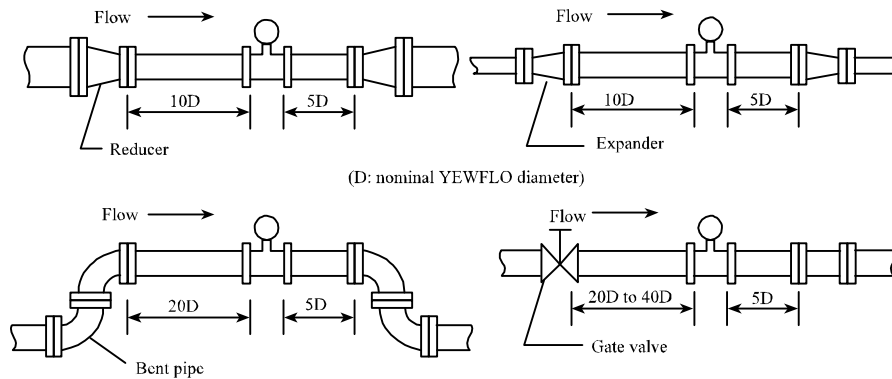 Flow
10D
5D
Reducer
Flow
10D
5D
Expander
(D: nominal YEWFLO diameter)
Flow
20D
5D
Bent pipe
Flow
20D to 40D
5D
Gate valve